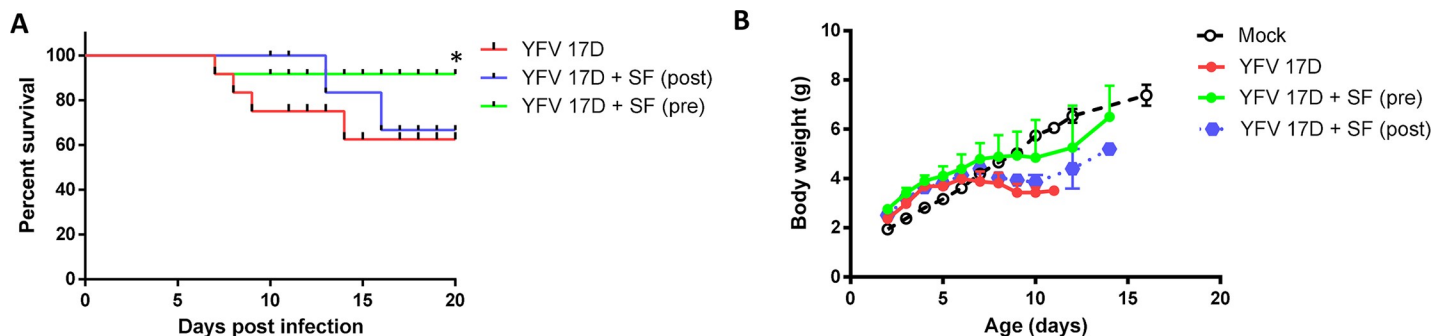 A
Percent survival
100
80
60
40
20
0
0 5 10 15 20
Days post infection
*
YFV 17D
YFV 17D + SF (post)
YFV 17D + SF (pre)
B
Body weight (g)
10
8
6
4
2
0
0 5 10 15 20
Age (days)
Mock
YFV 17D
YFV 17D + SF (pre)
YFV 17D + SF (post)